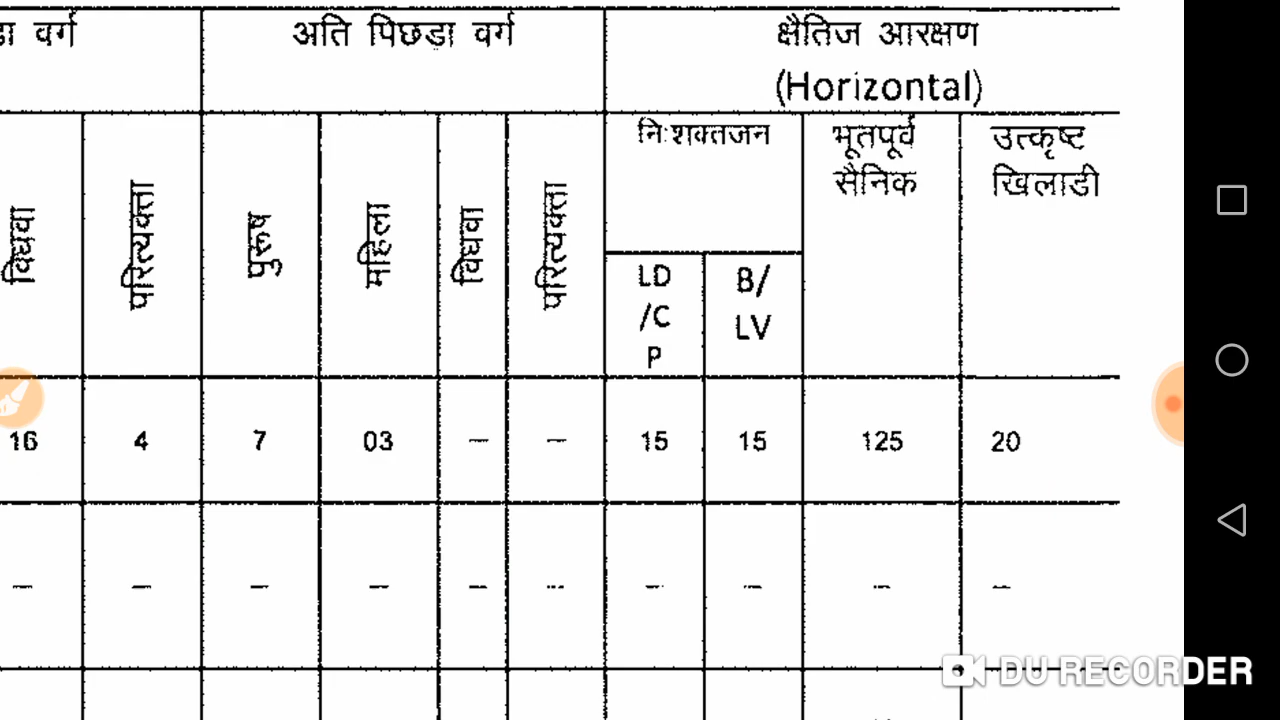 वर्ग
अति पिछड़ा वर्ग
क्षैतिज आरक्षण
(Horizontal)
विधवा
परित्यक्ता
पुरूष
महिला
विधवा
परित्यक्ता
निःशक्तजन
भूतपूर्व
सैनिक
उत्कृष्ट
खिलाडी
LD
/C
P
B/
LV
16 4 7 03 — — 15 15 125 20
— — — — — — — — — —
DU RECORDER